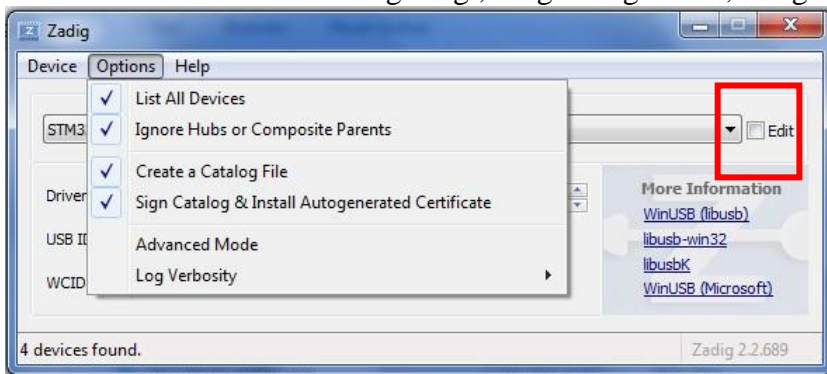 Zadig
Device Options Help
List All Devices
STM3 Ignore Hubs or Composite Parents Edit
Create a Catalog File
Driver Sign Catalog & Install Autogenerated Certificate
More Information
WinUSB (libusb)
USB ID Advanced Mode
libusb-win32
Log Verbosity
libusbK
WCID
WinUSB (Microsoft)
4 devices found. Zadig 2.2.689